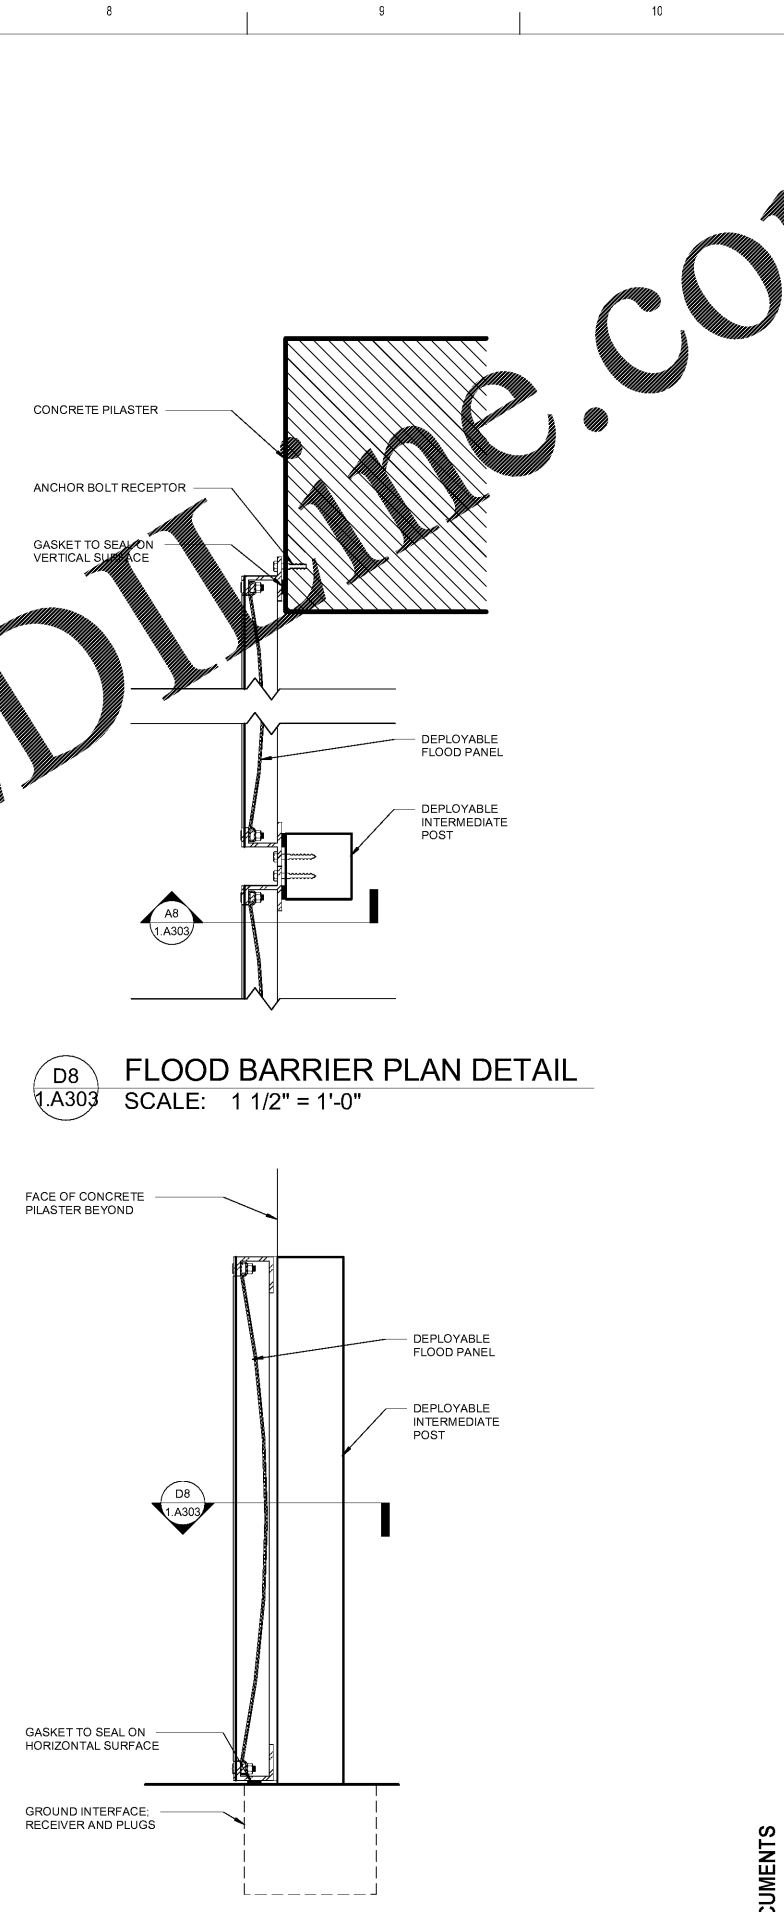 8
9
10
CONCRETE PILASTER
ANCHOR BOLT RECEPTOR
GASKET TO SEAL ON
VERTICAL SURFACE
DEPLOYABLE
FLOOD PANEL
DEPLOYABLE
INTERMEDIATE
POST
A8
1.A303
D8
1.A303
FLOOD BARRIER PLAN DETAIL
SCALE: 1 1/2" = 1'-0"
FACE OF CONCRETE
PILASTER BEYOND
DEPLOYABLE
FLOOD PANEL
DEPLOYABLE
INTERMEDIATE
POST
D8
1.A303
GASKET TO SEAL ON
HORIZONTAL SURFACE
GROUND INTERFACE;
RECEIVER AND PLUGS
DILine.co
CUMENTS